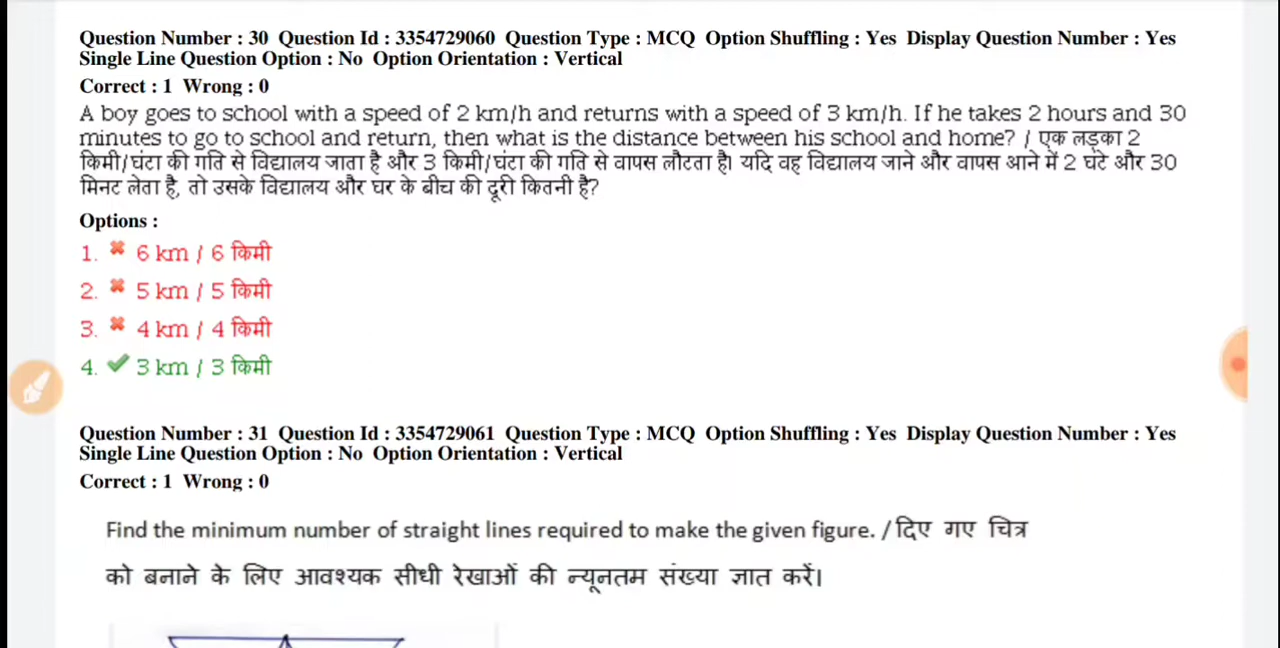 Question Number : 30 Question Id : 3354729060 Question Type : MCQ Option Shuffling : Yes Display Question Number : Yes
Single Line Question Option : No Option Orientation : Vertical
Correct : 1 Wrong : 0
A boy goes to school with a speed of 2 km/h and returns with a speed of 3 km/h. If he takes 2 hours and 30
minutes to go to school and return, then what is the distance between his school and home? / एक लड़का 2
किमी/घंटा की गति से विद्यालय जाता है और 3 किमी/घंटा की गति से वापस लौटता है। यदि वह विद्यालय जाने और वापस आने में 2 घंटे और 30
मिनट लेता है, तो उसके विद्यालय और घर के बीच की दूरी कितनी है?
Options :
1. 6 km / 6 किमी
2. 5 km / 5 किमी
3. 4 km / 4 किमी
4. 3 km / 3 किमी
Question Number : 31 Question Id : 3354729061 Question Type : MCQ Option Shuffling : Yes Display Question Number : Yes
Single Line Question Option : No Option Orientation : Vertical
Correct : 1 Wrong : 0
Find the minimum number of straight lines required to make the given figure. / दिए गए चित्र
को बनाने के लिए आवश्यक सीधी रेखाओं की न्यूनतम संख्या ज्ञात करें।